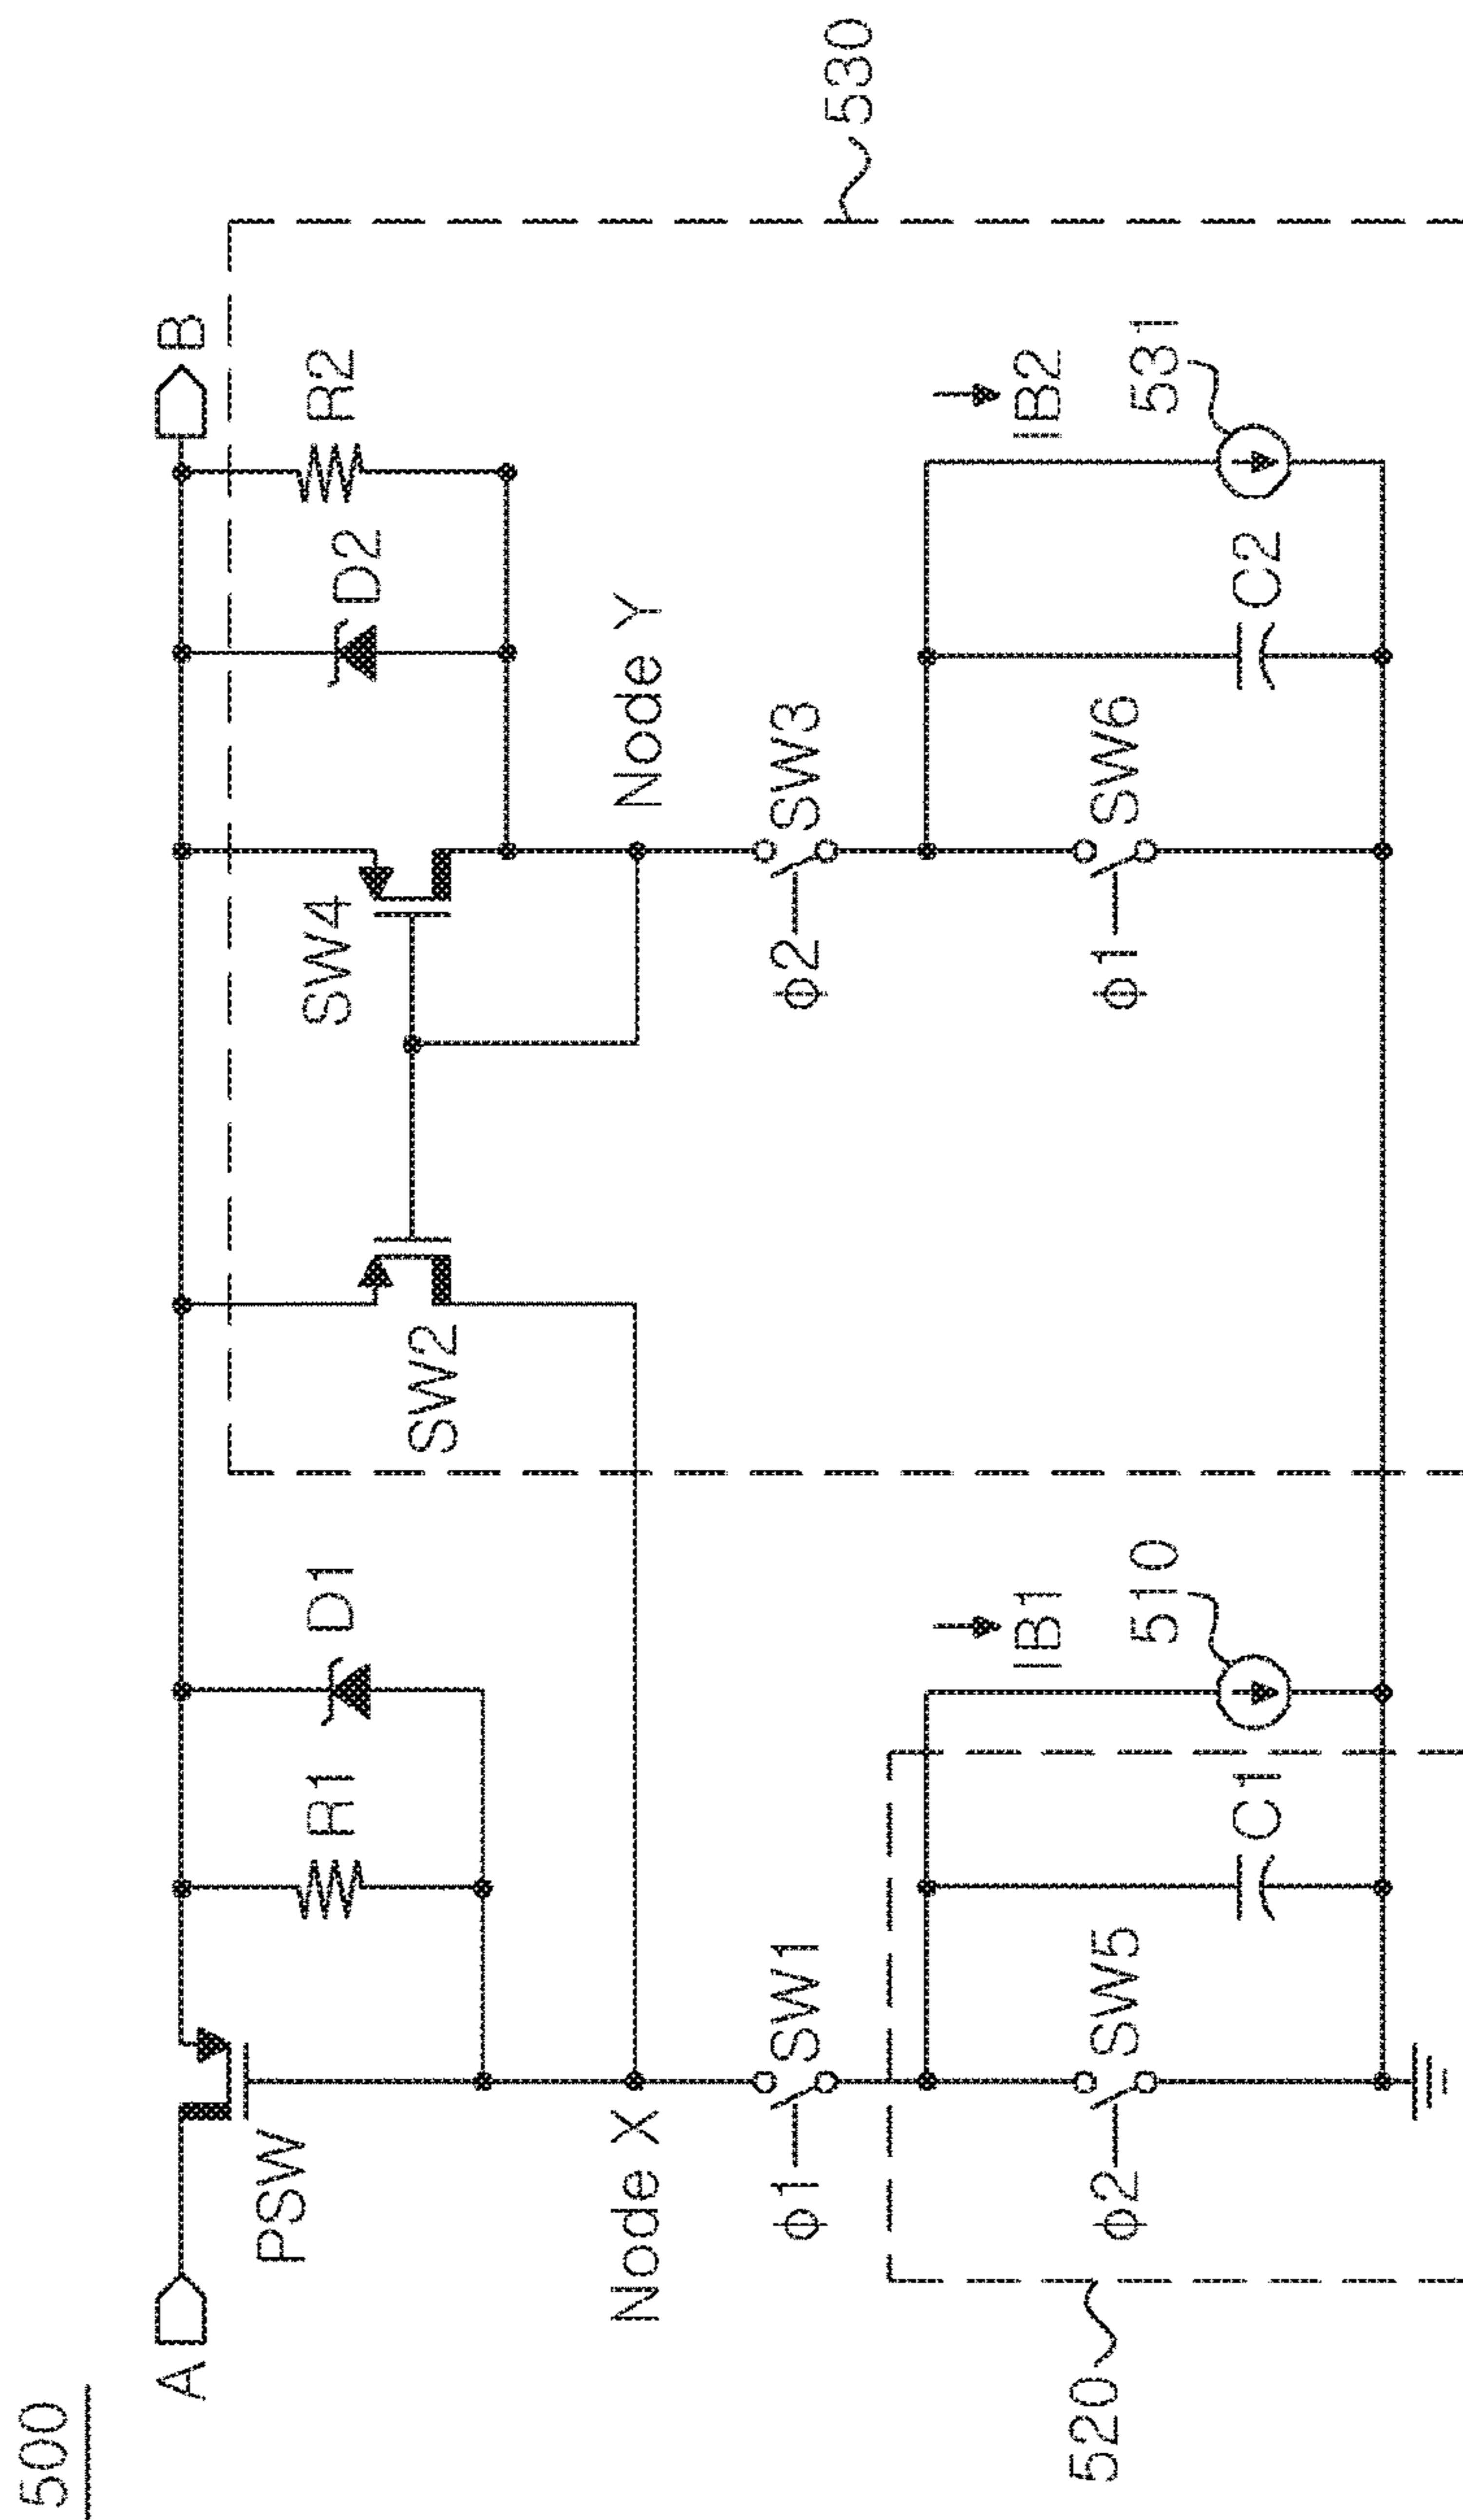 500
A
B
PSW
R1
D1
SW2
SW4
D2
R2
530
Node X
Node Y
φ1
SW1
φ2
SW3
520
φ2
SW5
C1
IB1
510
φ1
SW6
C2
IB2
531